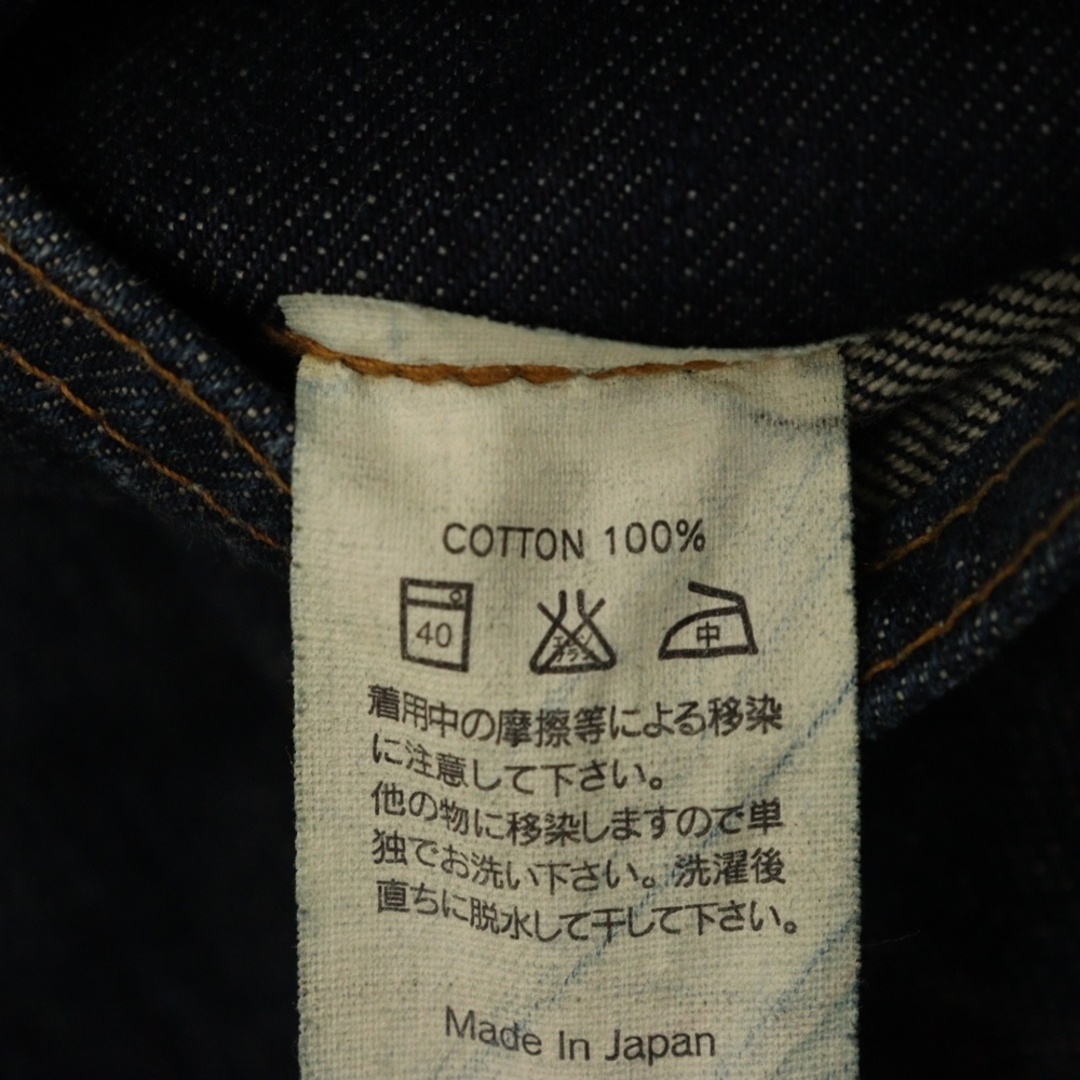 COTTON 100%
40 中
着用中の摩擦等による移染
に注意して下さい。
他の物に移染しますので単
独でお洗い下さい。洗濯後
直ちに脱水して干して下さい。
Made In Japan